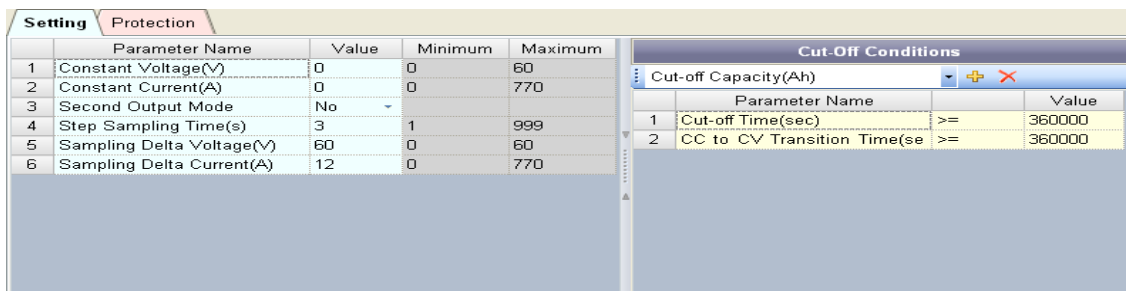 Setting Protection
Parameter Name Value Minimum Maximum
1 Constant Voltage(V) 0 0 60
2 Constant Current(A) 0 0 770
3 Second Output Mode No
4 Step Sampling Time(s) 3 1 999
5 Sampling Delta Voltage(V) 60 0 60
6 Sampling Delta Current(A) 12 0 770
Cut-Off Conditions
Cut-off Capacity(Ah)
Parameter Name Value
1 Cut-off Time(sec) >= 360000
2 CC to CV Transition Time(se >= 360000